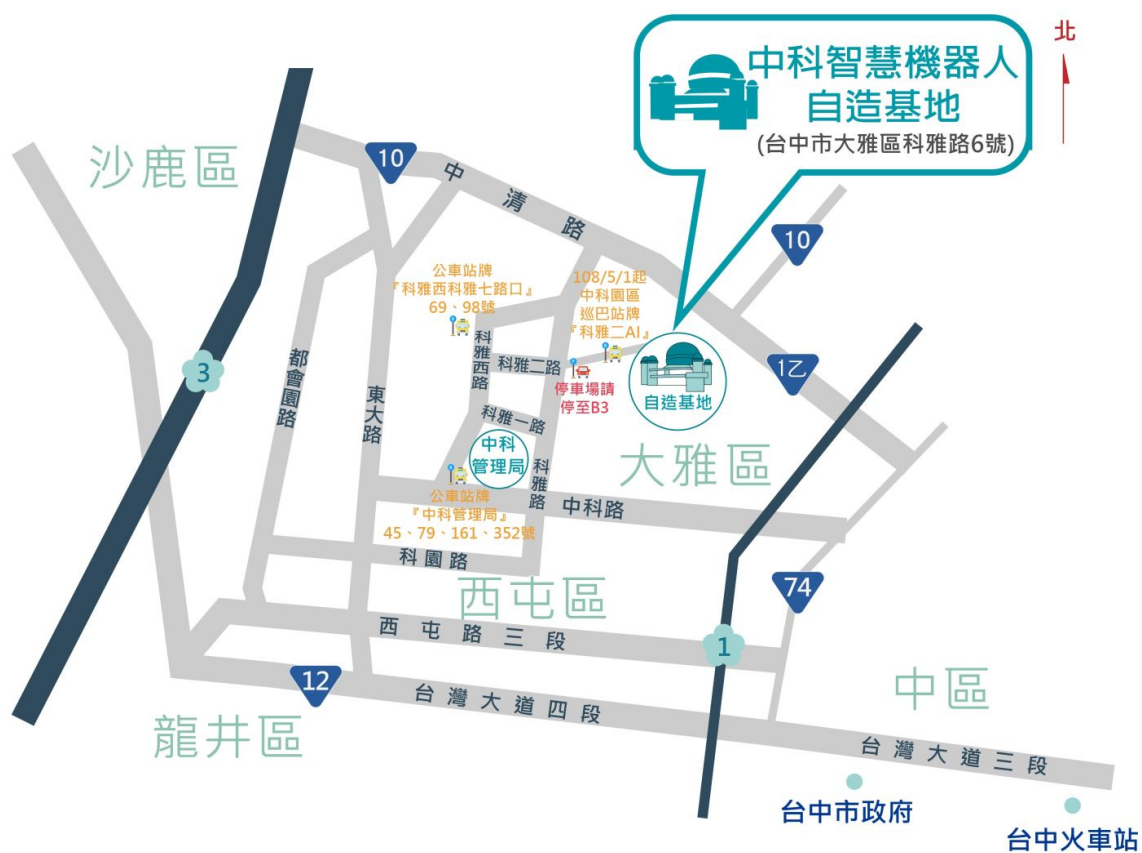 北
中科智慧機器人
自造基地
(台中市大雅區科雅路6號)
沙鹿區
10
中清路
10
公車站牌
『科雅西科雅七路口』
69、98號
108/5/1起
中科園區
巡巴站牌
『科雅二AI』
3
都會園路
東大路
科雅西路
科雅二路
停車場請
停至B3
自造基地
1乙
科雅一路
中科
管理局
科雅路
大雅區
公車站牌
『中科管理局』
45、79、161、352號
中科路
科園路
西屯區
74
西屯路三段
1
12
台灣大道四段
中區
龍井區
台灣大道三段
台中市政府
台中火車站